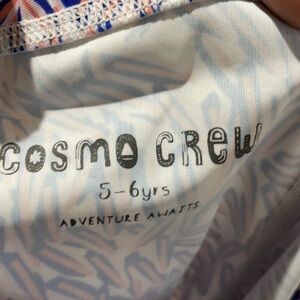 cosmo crew
5-6yrs
ADVENTURE AWAITS